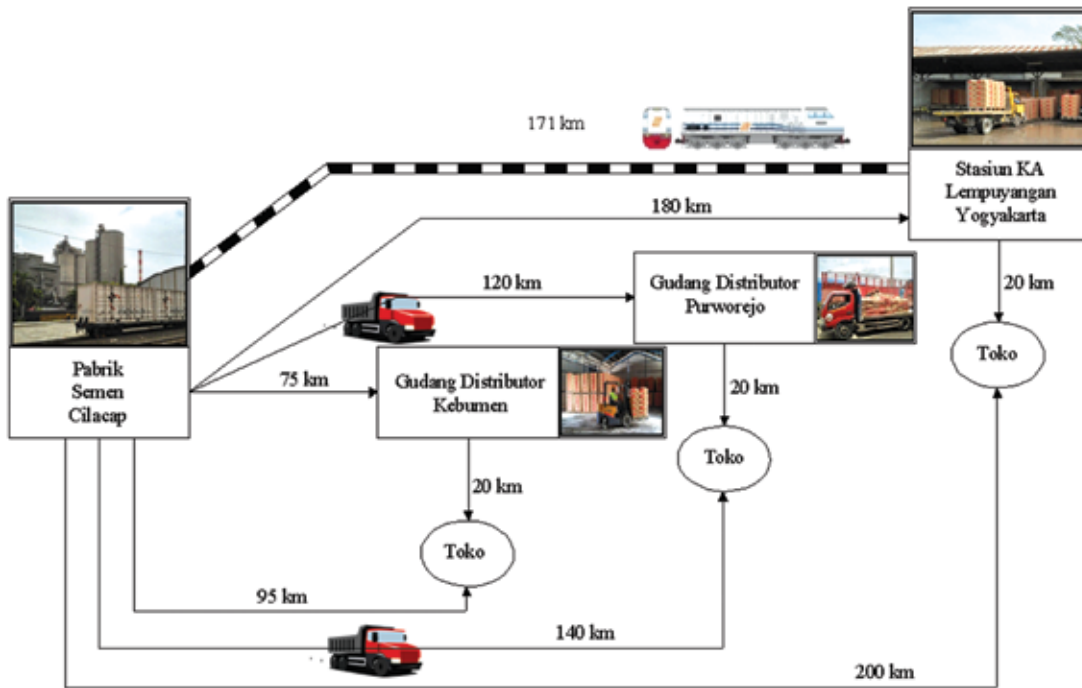 171 km
Stasiun KA
Lempuyangan
Yogyakarta
180 km
120 km
Gudang Distributor
Purworejo
20 km
Toko
Pabrik
Semen
Cilacap
75 km
Gudang Distributor
Kebumen
20 km
Toko
20 km
Toko
95 km
140 km
200 km